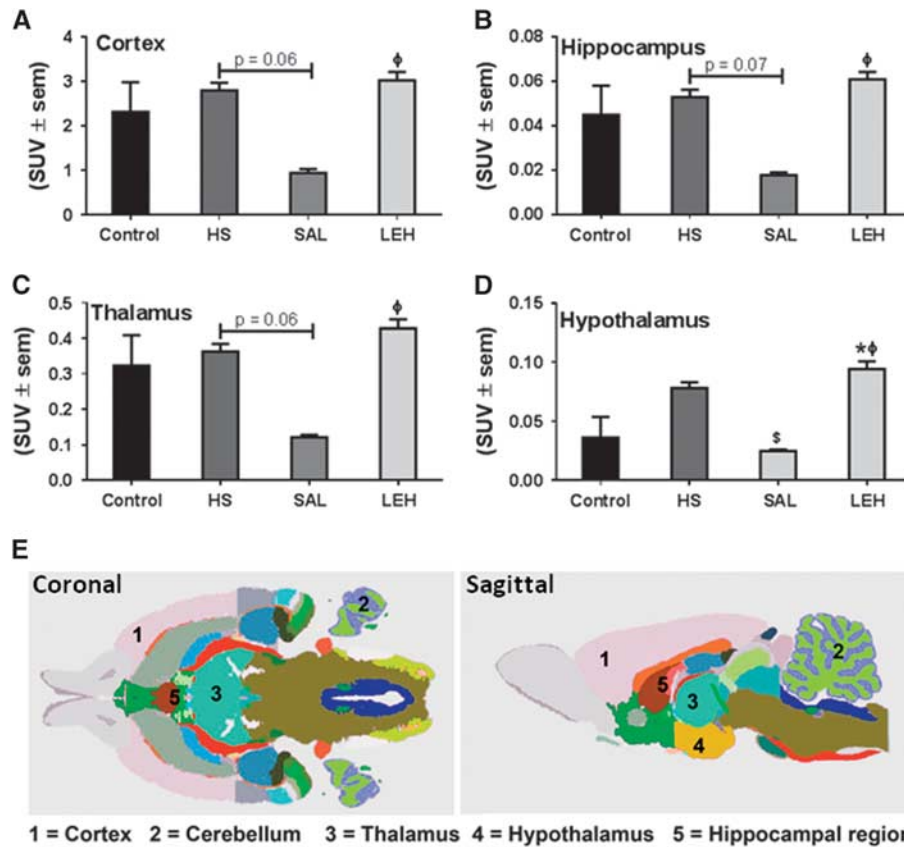 A
Cortex
(SUV ± sem)
4
3
2
1
0
p = 0.06
ϕ
Control HS SAL LEH
B
Hippocampus
(SUV ± sem)
0.08
0.06
0.04
0.02
0.00
p = 0.07
ϕ
Control HS SAL LEH
C
Thalamus
(SUV ± sem)
0.5
0.4
0.3
0.2
0.1
0.0
p = 0.06
ϕ
Control HS SAL LEH
D
Hypothalamus
(SUV ± sem)
0.15
0.10
0.05
0.00
$
*ϕ
Control HS SAL LEH
E
Coronal
1
2
5
3
Sagittal
1
2
5
3
4
1 = Cortex 2 = Cerebellum 3 = Thalamus 4 = Hypothalamus 5 = Hippocampal region